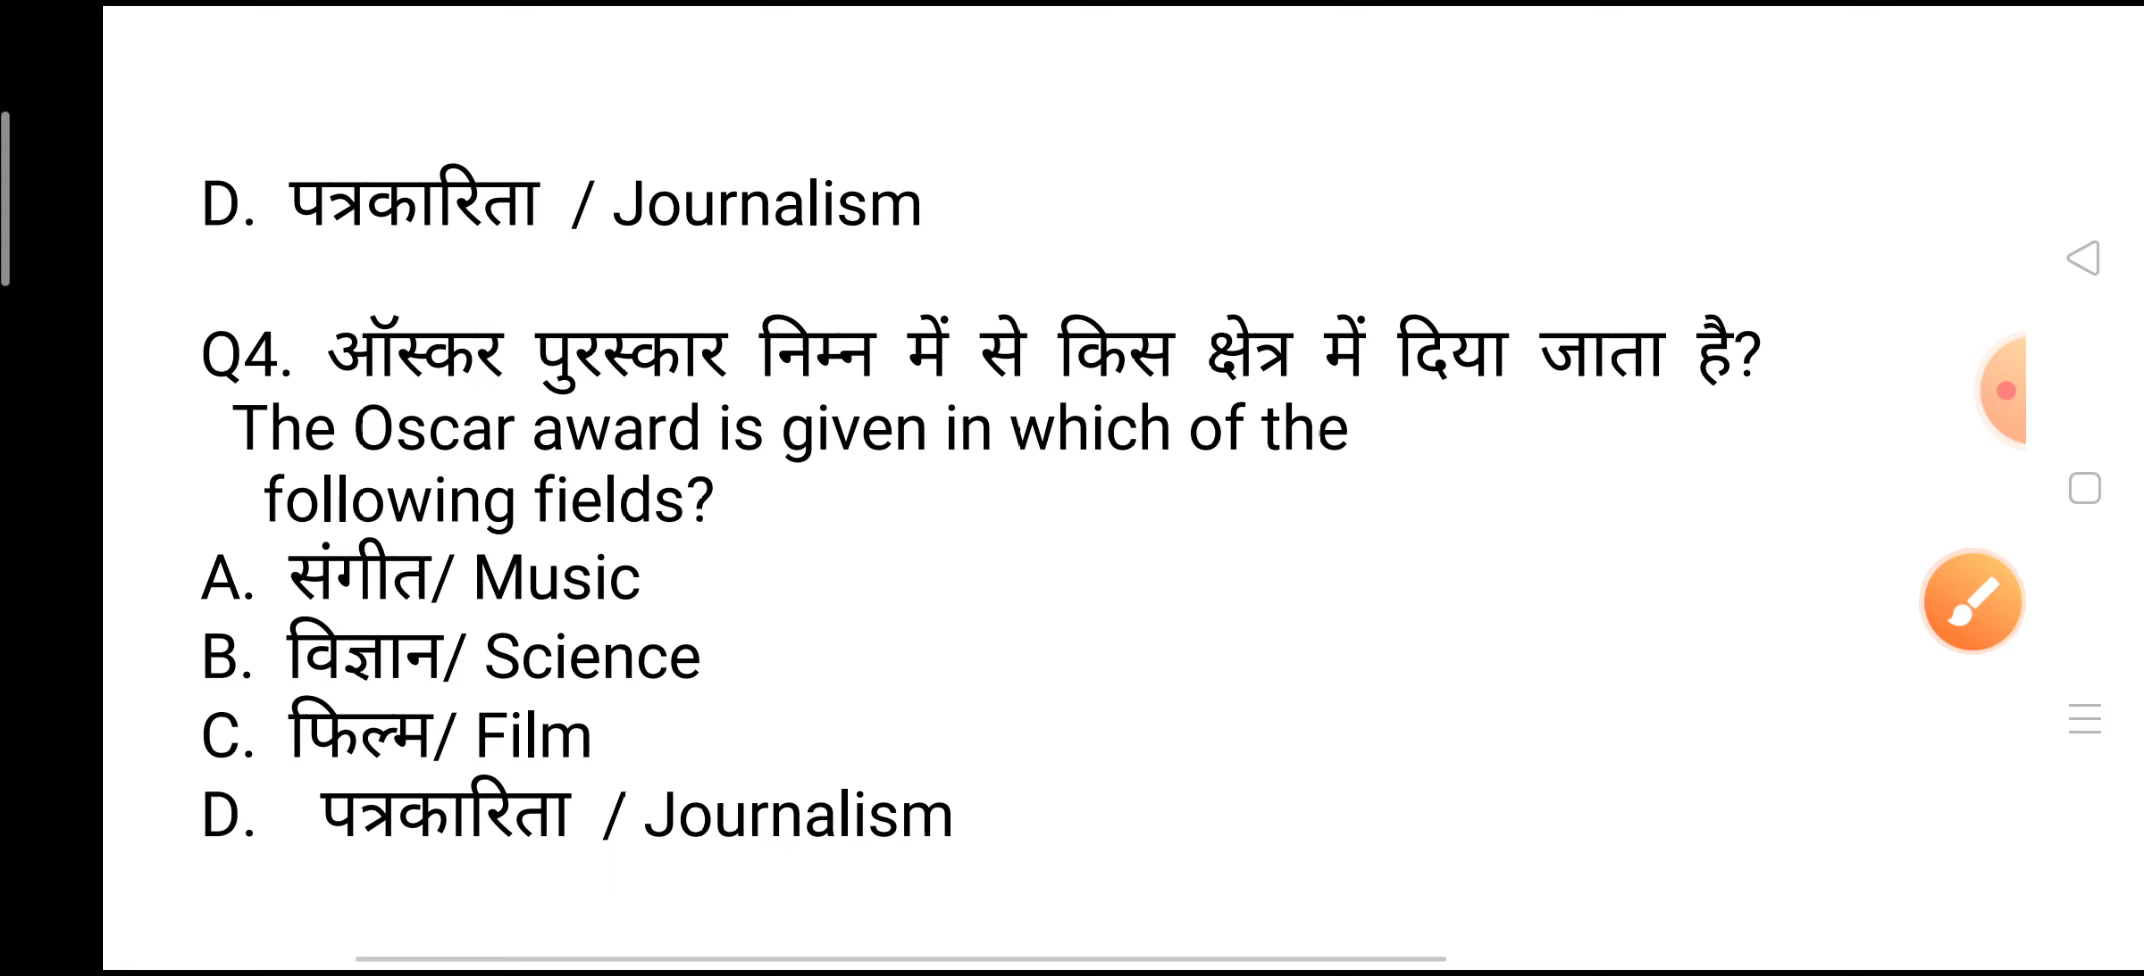 D. पत्रकारिता / Journalism
Q4. ऑस्कर पुरस्कार निम्न में से किस क्षेत्र में दिया जाता है?
The Oscar award is given in which of the
following fields?
A. संगीत/ Music
B. विज्ञान/ Science
C. फिल्म/ Film
D. पत्रकारिता / Journalism